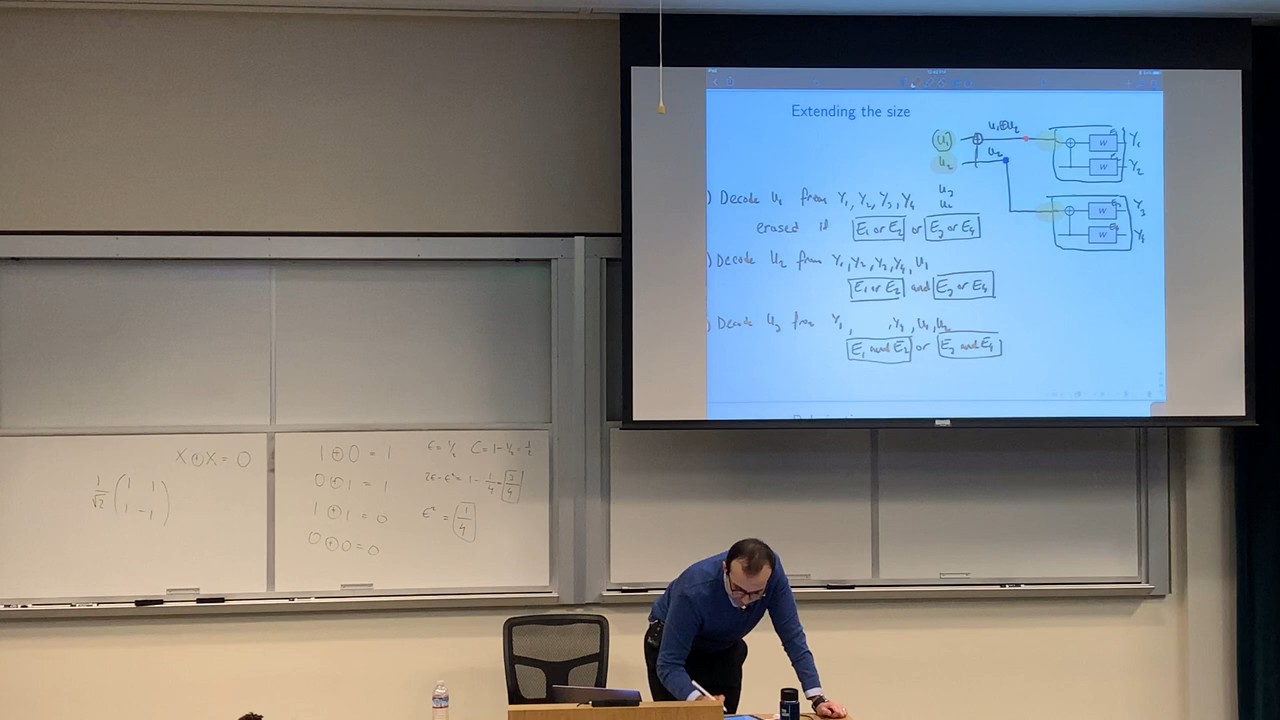 Extending the size
U₁⊕U₂
U₁
U₂
U₂
W
Y₁
W
Y₂
U₃
W
Y₃
W
Y₄
) Decode U₁ from Y₁, Y₂, Y₃, Y₄
erased if E₁ or E₂ or E₃ or E₄
) Decode U₂ from Y₁, Y₂, Y₃, Y₄, U₁
E₁ or E₂ and E₃ or E₄
) Decode U₃ from Y₁, , Y₄, U₁, U₂
E₁ and E₂ or E₃ and E₄
X⊕X = 0
1/√2 (1 1
1 -1)
1⊕0 = 1
0⊕1 = 1
1⊕1 = 0
0⊕0 = 0
ϵ = 1/2 C = 1 - 1/2 = 1/2
2ϵ - ϵ² = 1 - 1/4 = 3/4
ϵ² = 1/4